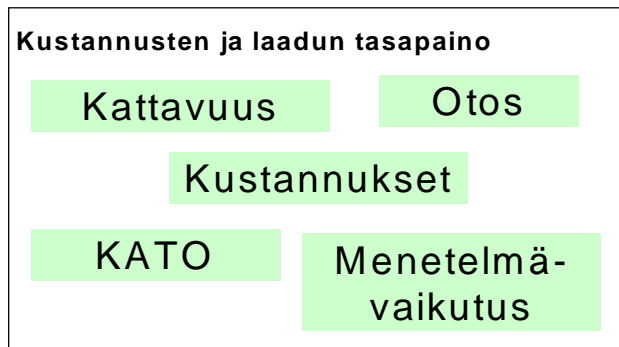 Kustannusten ja laadun tasapaino
Kattavuus
Otos
Kustannukset
KATO
Menetelmä-
vaikutus